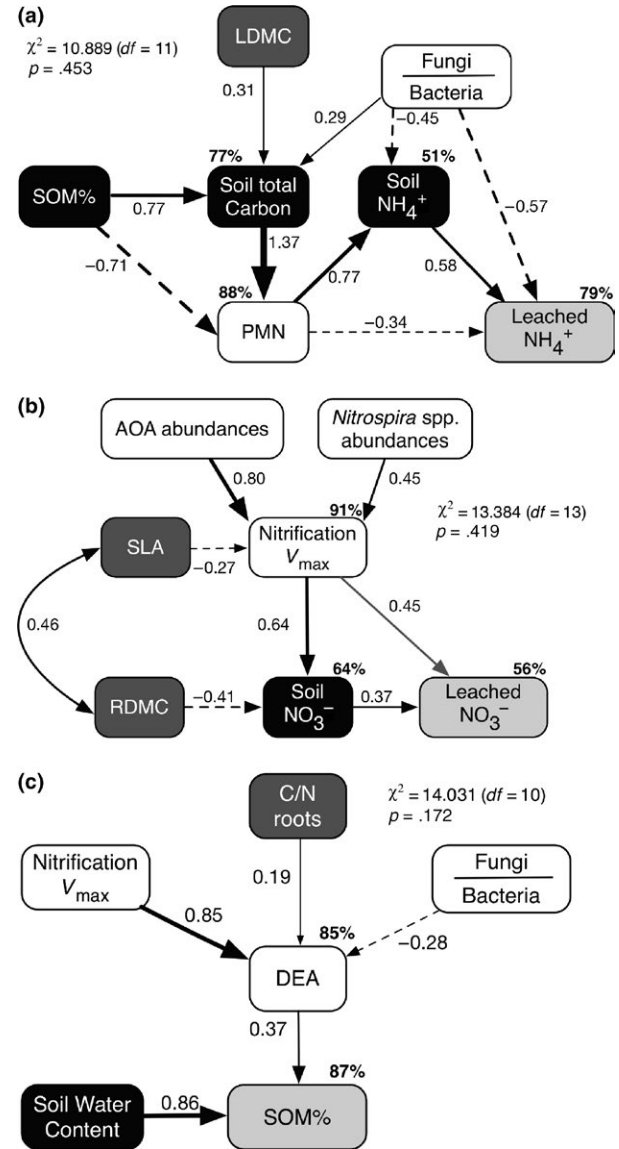 (a)
χ² = 10.889 (df = 11)
p = .453
LDMC
Fungi
Bacteria
0.31
0.29
−0.45
77%
51%
SOM%
0.77
Soil total
Carbon
Soil
NH₄⁺
−0.57
−0.71
1.37
0.77
0.58
88%
79%
PMN
−0.34
Leached
NH₄⁺
(b)
AOA abundances
Nitrospira spp.
abundances
0.80
0.45
χ² = 13.384 (df = 13)
p = .419
91%
SLA
−0.27
Nitrification
Vmax
0.46
0.64
0.45
64%
56%
RDMC
−0.41
Soil
NO₃⁻
0.37
Leached
NO₃⁻
(c)
C/N
roots
χ² = 14.031 (df = 10)
p = .172
Nitrification
Vmax
Fungi
Bacteria
0.19
0.85
−0.28
85%
DEA
0.37
87%
Soil Water
Content
0.86
SOM%